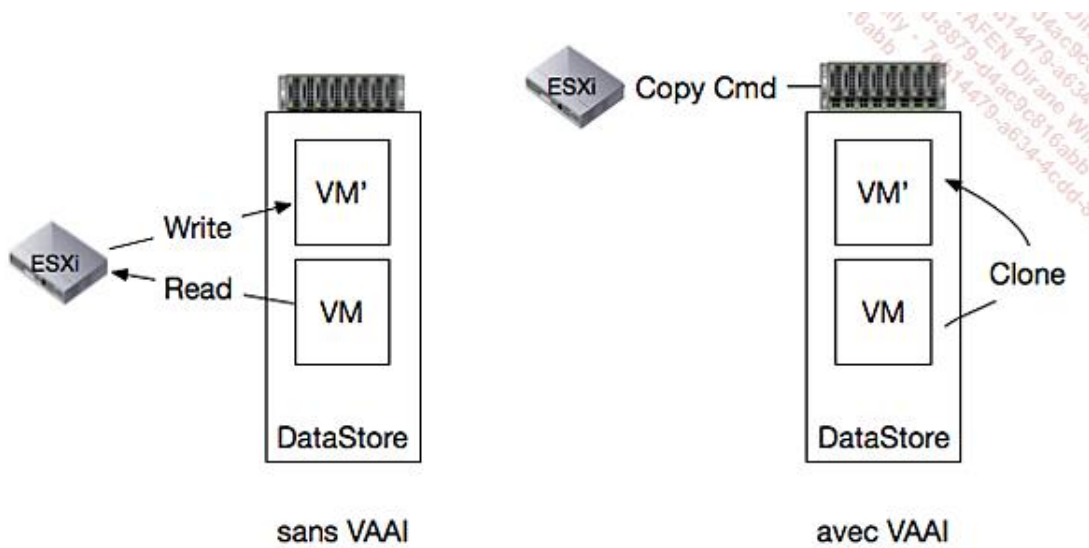 ESXi
Copy Cmd
VM'
VM'
Write
ESXi
Read
Clone
VM
VM
DataStore
DataStore
sans VAAI
avec VAAI